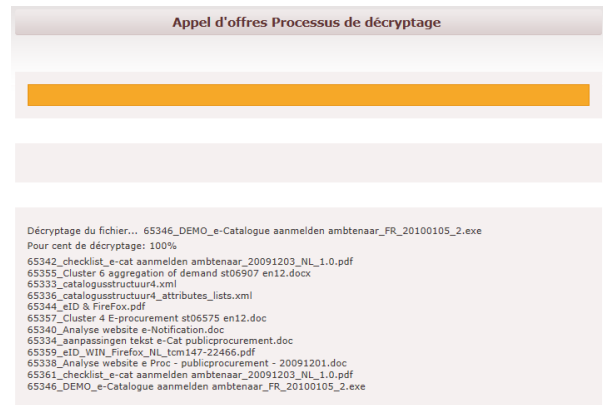 Appel d'offres Processus de décryptage
Décryptage du fichier... 65346_DEMO_e-Catalogue aanmelden ambtenaar_FR_20100105_2.exe
Pour cent de décryptage: 100%
65342_checklist_e-cat aanmelden ambtenaar_20091203_NL_1.0.pdf
65355_Cluster 6 aggregation of demand st06907 en12.docx
65333_catalogusstructuur4.xml
65336_catalogusstructuur4_attributes_lists.xml
65344_eID & FireFox.pdf
65357_Cluster 4 E-procurement st06575 en12.doc
65340_Analyse website e-Notification.doc
65334_aanpassingen tekst e-Cat publicprocurement.doc
65359_eID_WIN_Firefox_NL_tcm147-22466.pdf
65338_Analyse website e Proc - publicprocurement - 20091201.doc
65361_checklist_e-cat aanmelden ambtenaar_20091203_NL_1.0.pdf
65346_DEMO_e-Catalogue aanmelden ambtenaar_FR_20100105_2.exe